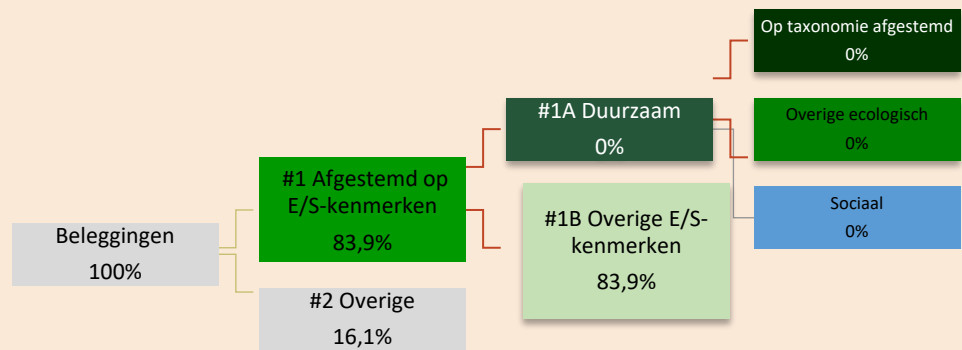 Beleggingen
100%
#1 Afgestemd op
E/S-kenmerken
83,9%
#2 Overige
16,1%
#1A Duurzaam
0%
#1B Overige E/S-
kenmerken
83,9%
Op taxonomie afgestemd
0%
Overige ecologisch
0%
Sociaal
0%